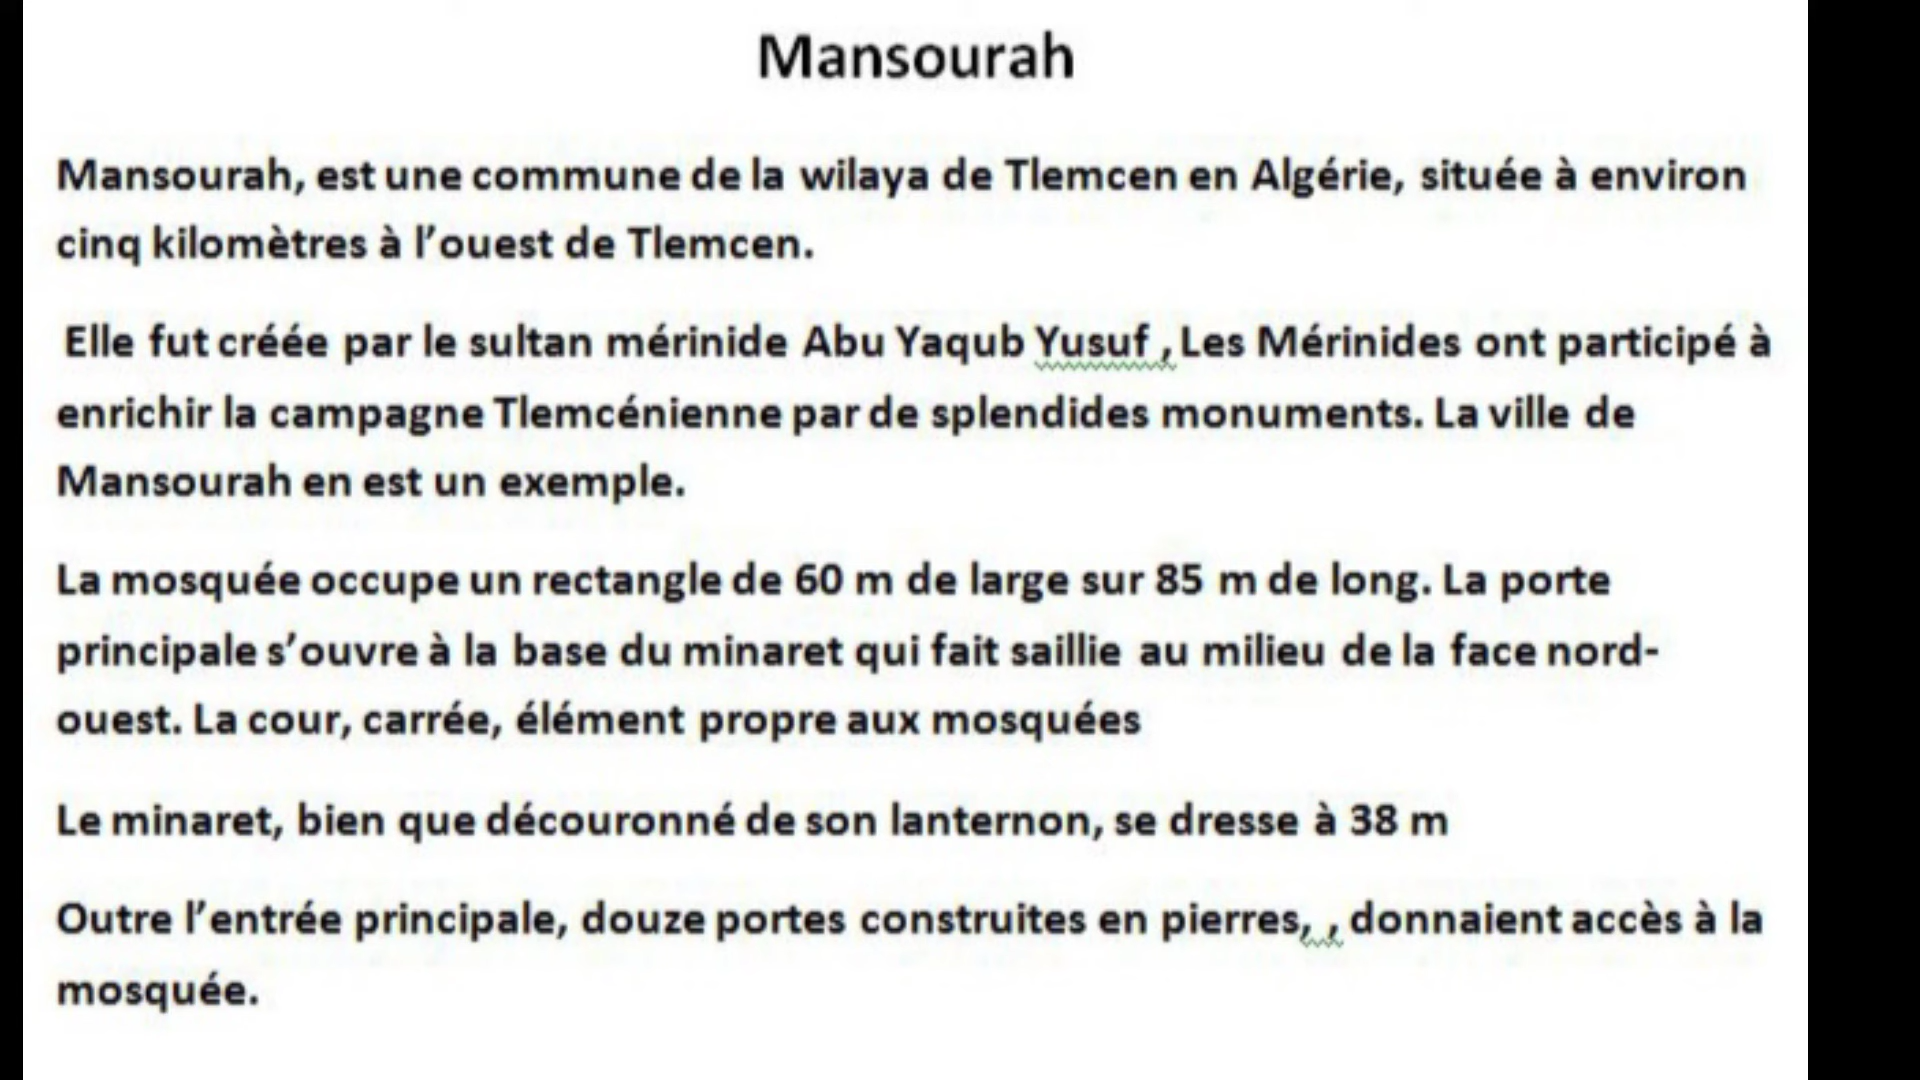 Mansourah
Mansourah, est une commune de la wilaya de Tlemcen en Algérie, située à environ
cinq kilomètres à l’ouest de Tlemcen.
Elle fut créée par le sultan mérinide Abu Yaqub Yusuf , Les Mérinides ont participé à
enrichir la campagne Tlemcénienne par de splendides monuments. La ville de
Mansourah en est un exemple.
La mosquée occupe un rectangle de 60 m de large sur 85 m de long. La porte
principale s’ouvre à la base du minaret qui fait saillie au milieu de la face nord-
ouest. La cour, carrée, élément propre aux mosquées
Le minaret, bien que découronné de son lanternon, se dresse à 38 m
Outre l’entrée principale, douze portes construites en pierres, , donnaient accès à la
mosquée.